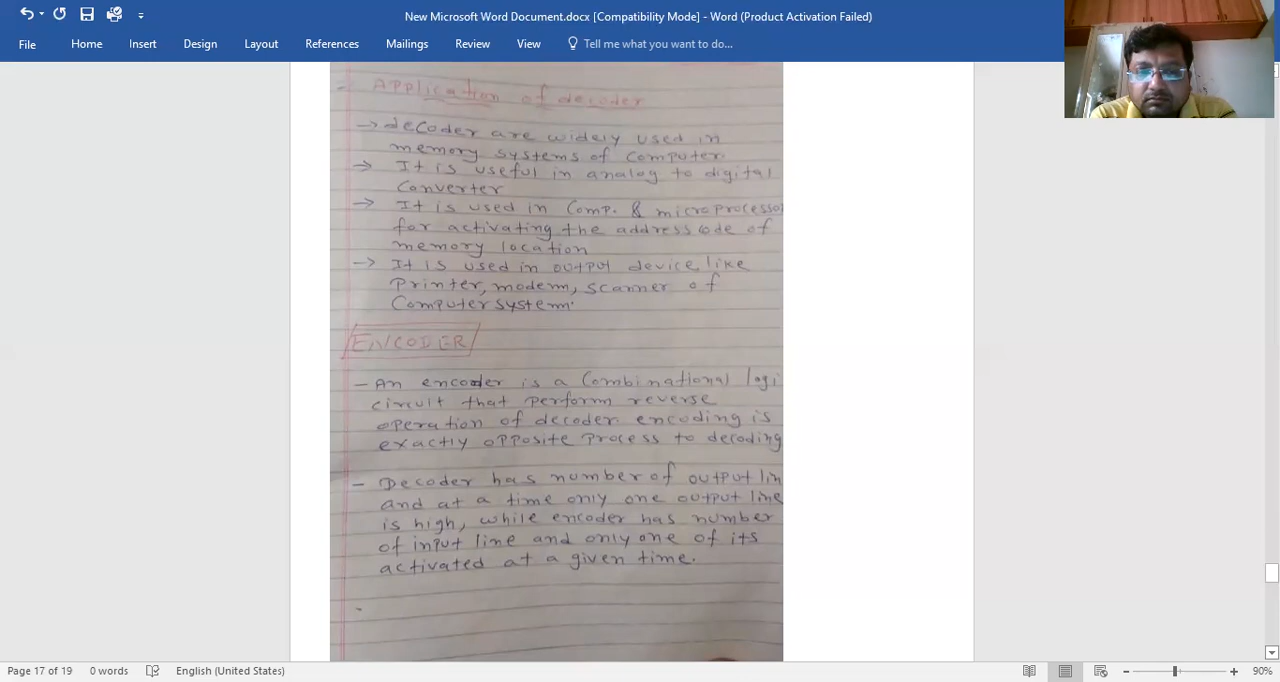 New Microsoft Word Document.docx [Compatibility Mode] - Word (Product Activation Failed)
File Home Insert Design Layout References Mailings Review View Tell me what you want to do...
- Application of decoder
→ decoder are widely used in
memory systems of computer
→ It is useful in analog to digital
Converter
→ It is used in Comp. & microprocesso
for activating the address code of
memory location
→ It is used in output device like
Printer, modem, scanner of
Computer system.
ENCODER
- An encoder is a Combinational logi
circuit that perform reverse
operation of decoder. encoding is
exactly opposite process to decoding
- Decoder has number of output lin
and at a time only one output line
is high, while encoder has number
of input line and only one of its
activated at a given time.
-
Page 17 of 19 0 words English (United States) 90%